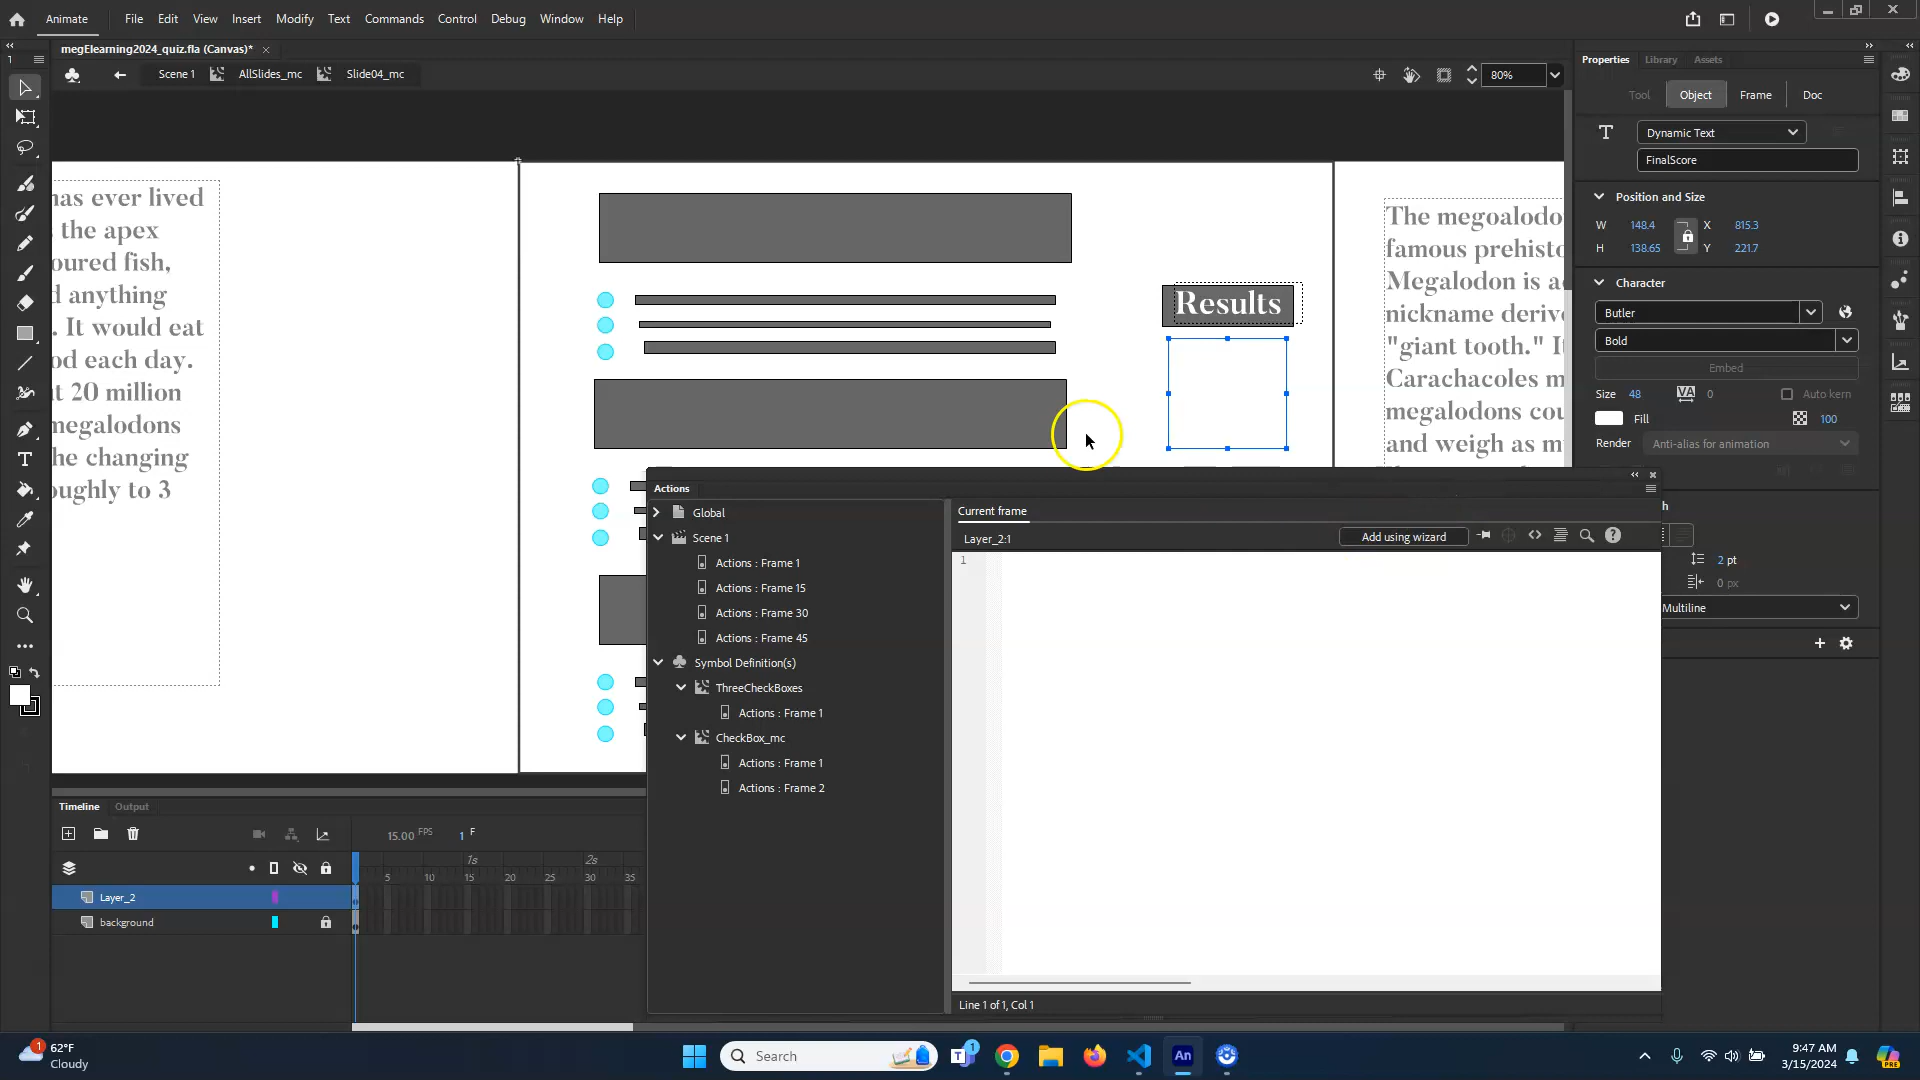 Animate
File Edit View Insert Modify Text Commands Control Debug Window Help
megElearning2024_quiz.fla (Canvas)*
1
Scene 1 AllSlides_mc Slide04_mc
80%
has ever lived
the apex
oured fish,
d anything
. It would eat
od each day.
t 20 million
megalodons
he changing
oughly to 3
Results
The megoalodo
famous prehisto
Megalodon is a
nickname derive
"giant tooth." I
Carachacoles m
megalodons cou
and weigh as m
Properties Library Assets
Tool Object Frame Doc
Dynamic Text
FinalScore
Position and Size
W 148.4 X 815.3
H 138.65 Y 221.7
Character
Butler
Bold
Embed
Size 48 VA 0 Auto kern
Fill 100
Render Anti-alias for animation
h
2 pt
0 px
Multiline
Actions
Global
Scene 1
Actions : Frame 1
Actions : Frame 15
Actions : Frame 30
Actions : Frame 45
Symbol Definition(s)
ThreeCheckBoxes
Actions : Frame 1
CheckBox_mc
Actions : Frame 1
Actions : Frame 2
Current frame
Layer_2:1
Add using wizard
1
Line 1 of 1, Col 1
Timeline Output
15.00 FPS 1 F
1s 2s
5 10 15 20 25 30 35
Layer_2
background
1
62°F
Cloudy
Search
T 1
An
9:47 AM
3/15/2024
PRE